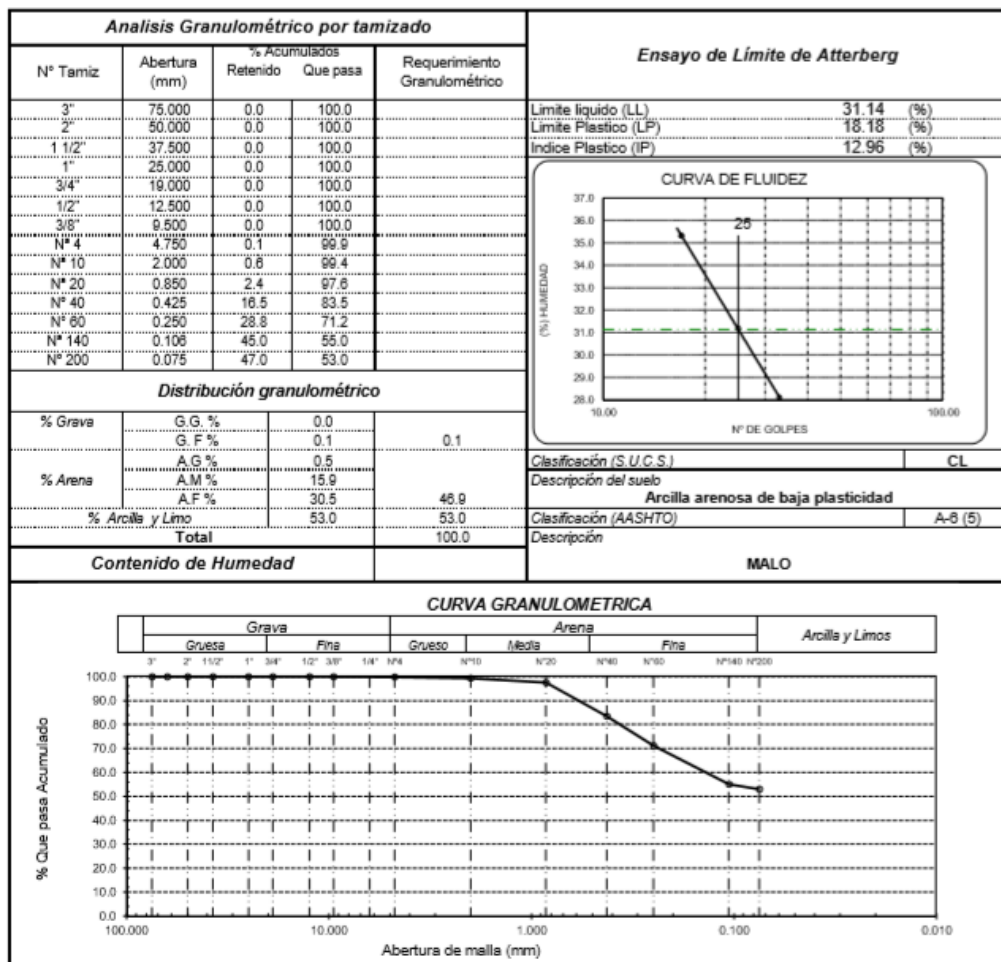 Analisis Granulométrico por tamizado
N° Tamiz Abertura (mm) % Acumulados Retenido Que pasa Requerimiento Granulométrico
3" 75.000 0.0 100.0
2" 50.000 0.0 100.0
1 1/2" 37.500 0.0 100.0
1" 25.000 0.0 100.0
3/4" 19.000 0.0 100.0
1/2" 12.500 0.0 100.0
3/8" 9.500 0.0 100.0
N° 4 4.750 0.1 99.9
N° 10 2.000 0.6 99.4
N° 20 0.850 2.4 97.6
N° 40 0.425 16.5 83.5
N° 60 0.250 28.8 71.2
N° 140 0.106 45.0 55.0
N° 200 0.075 47.0 53.0
Distribución granulométrico
% Grava G.G. % 0.0
G. F % 0.1 0.1
A.G % 0.5
% Arena A.M % 15.9
A.F % 30.5 46.9
% Arcilla y Limo 53.0 53.0
Total 100.0
Contenido de Humedad
Ensayo de Límite de Atterberg
Limite liquido (LL) 31.14 (%)
Limite Plastico (LP) 18.18 (%)
Indice Plastico (IP) 12.96 (%)
CURVA DE FLUIDEZ
37.0
36.0
25
35.0
34.0
33.0
32.0
31.0
30.0
29.0
28.0
(%) HUMEDAD
10.00 100.00
N° DE GOLPES
Clasificación (S.U.C.S.) CL
Descripción del suelo
Arcilla arenosa de baja plasticidad
Clasificación (AASHTO) A-6 (5)
Descripción
MALO
CURVA GRANULOMETRICA
Grava Arena Arcilla y Limos
Gruesa Fina Grueso Media Fina
3" 2" 11/2" 1" 3/4" 1/2" 3/8" 1/4" N°4 N°10 N°20 N°40 N°60 N°140 N°200
100.0
90.0
80.0
70.0
60.0
50.0
40.0
30.0
20.0
10.0
0.0
% Que pasa Acumulado
100.000 10.000 1.000 0.100 0.010
Abertura de malla (mm)